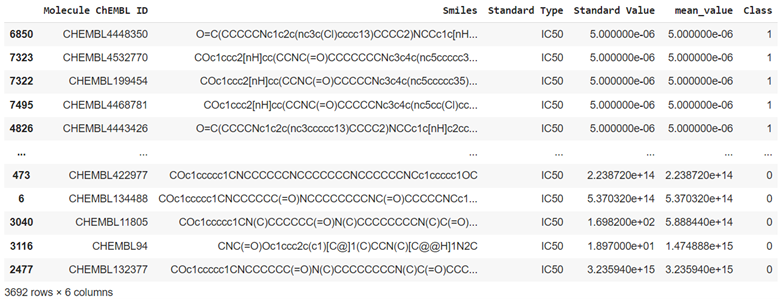 Molecule ChEMBL ID Smiles Standard Type Standard Value mean_value Class
6850 CHEMBL4448350 O=C(CCCCCNc1c2c(nc3c(Cl)cccc13)CCCC2)NCCc1c[nH... IC50 5.000000e-06 5.000000e-06 1
7323 CHEMBL4532770 COc1ccc2[nH]cc(CCNC(=O)CCCCCCCNc3c4c(nc5ccccc3... IC50 5.000000e-06 5.000000e-06 1
7322 CHEMBL199454 COc1ccc2[nH]cc(CCNC(=O)CCCCCNc3c4c(nc5ccccc35)... IC50 5.000000e-06 5.000000e-06 1
7495 CHEMBL4468781 COc1ccc2[nH]cc(CCNC(=O)CCCCCNc3c4c(nc5cc(Cl)cc... IC50 5.000000e-06 5.000000e-06 1
4826 CHEMBL4443426 O=C(CCCCNc1c2c(nc3ccccc13)CCCC2)NCCc1c[nH]c2cc... IC50 5.000000e-06 5.000000e-06 1
... ... ... ... ... ... ...
473 CHEMBL422977 COc1ccccc1CNCCCCCCNCCCCCCCNCCCCCCNCc1ccccc1OC IC50 2.238720e+14 2.238720e+14 0
6 CHEMBL134488 COc1ccccc1CNCCCCCC(=O)NCCCCCCCCNC(=O)CCCCCNCc1... IC50 5.370320e+14 5.370320e+14 0
3040 CHEMBL11805 COc1ccccc1CN(C)CCCCCC(=O)N(C)CCCCCCCCN(C)C(=O)... IC50 1.698200e+02 5.888440e+14 0
3116 CHEMBL94 CNC(=O)Oc1ccc2c(c1)[C@]1(C)CCN(C)[C@@H]1N2C IC50 1.897000e+01 1.474888e+15 0
2477 CHEMBL132377 COc1ccccc1CNCCCCCC(=O)N(C)CCCCCCCCN(C)C(=O)CCC... IC50 3.235940e+15 3.235940e+15 0
3692 rows × 6 columns